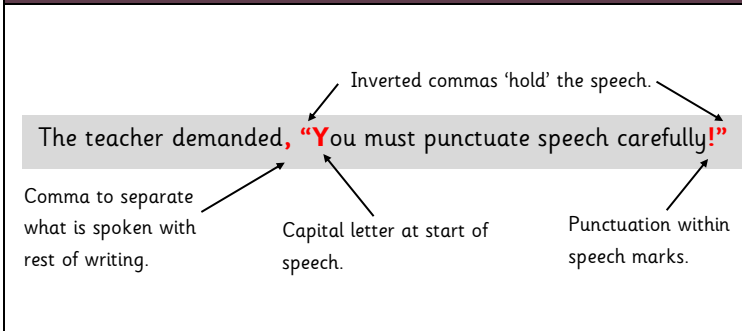 Inverted commas ‘hold’ the speech.
The teacher demanded, “You must punctuate speech carefully!”
Comma to separate
what is spoken with
rest of writing.
Capital letter at start of
speech.
Punctuation within
speech marks.